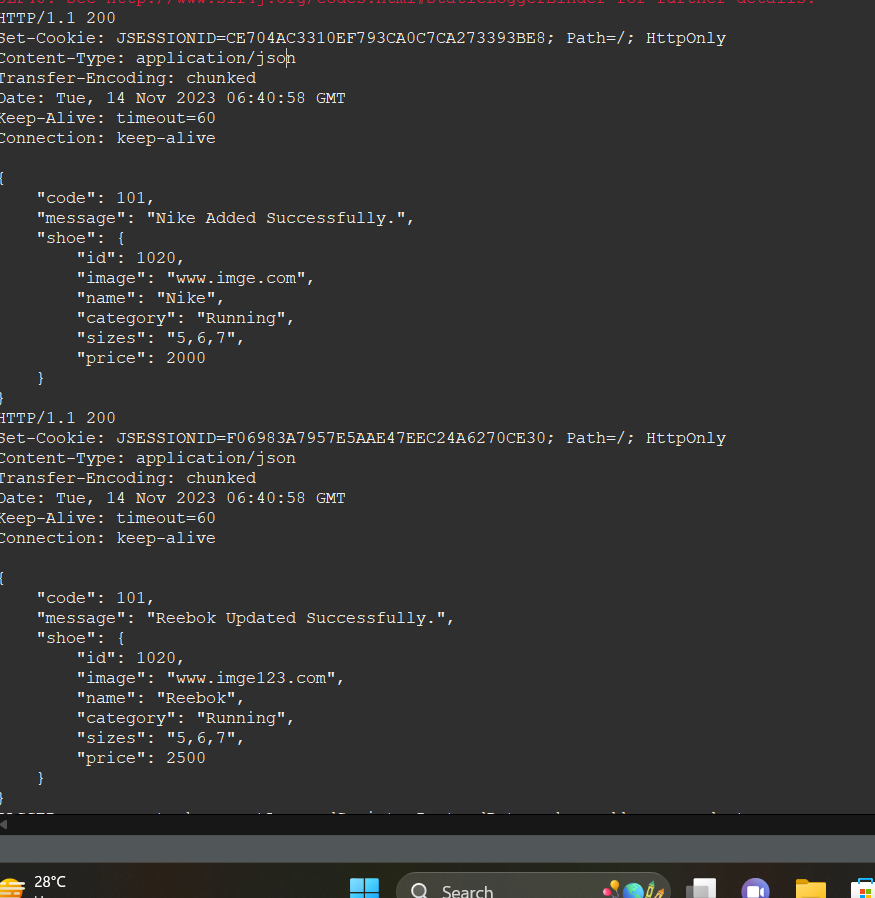 HTTP/1.1 200
Set-Cookie: JSESSIONID=CE704AC3310EF793CA0C7CA273393BE8; Path=/; HttpOnly
Content-Type: application/json
Transfer-Encoding: chunked
Date: Tue, 14 Nov 2023 06:40:58 GMT
Keep-Alive: timeout=60
Connection: keep-alive
{
"code": 101,
"message": "Nike Added Successfully.",
"shoe": {
"id": 1020,
"image": "www.imge.com",
"name": "Nike",
"category": "Running",
"sizes": "5,6,7",
"price": 2000
}
}
HTTP/1.1 200
Set-Cookie: JSESSIONID=F06983A7957E5AAE47EEC24A6270CE30; Path=/; HttpOnly
Content-Type: application/json
Transfer-Encoding: chunked
Date: Tue, 14 Nov 2023 06:40:58 GMT
Keep-Alive: timeout=60
Connection: keep-alive
{
"code": 101,
"message": "Reebok Updated Successfully.",
"shoe": {
"id": 1020,
"image": "www.imge123.com",
"name": "Reebok",
"category": "Running",
"sizes": "5,6,7",
"price": 2500
}
}
28°C
Search